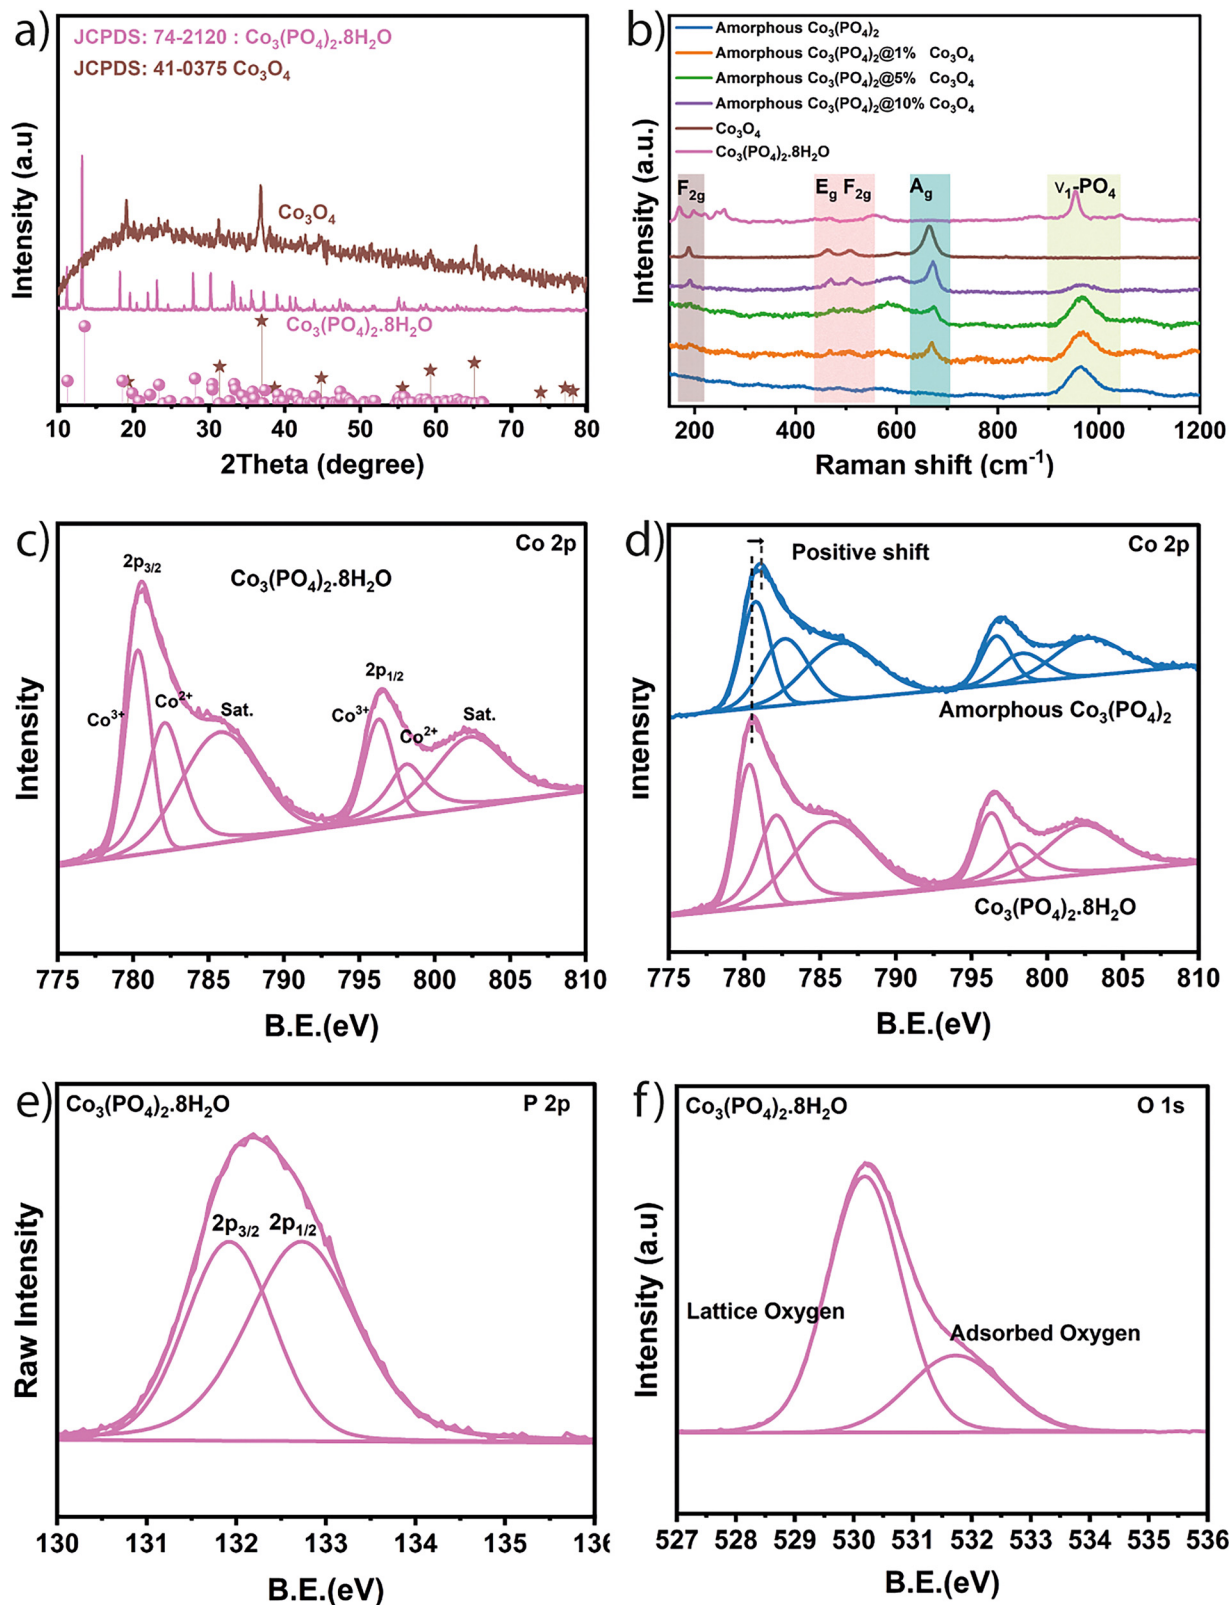 a)
JCPDS: 74-2120 : Co₃(PO₄)₂.8H₂O
JCPDS: 41-0375 Co₃O₄
Co₃O₄
Co₃(PO₄)₂.8H₂O
Intensity (a.u)
10 20 30 40 50 60 70 80
2Theta (degree)
b)
Amorphous Co₃(PO₄)₂
Amorphous Co₃(PO₄)₂@1% Co₃O₄
Amorphous Co₃(PO₄)₂@5% Co₃O₄
Amorphous Co₃(PO₄)₂@10% Co₃O₄
Co₃O₄
Co₃(PO₄)₂.8H₂O
F₂g E₉ F₂g A₉ ν₁-PO₄
Intensity (a.u.)
200 400 600 800 1000 1200
Raman shift (cm⁻¹)
c)
Co 2p
2p₃/₂
Co₃(PO₄)₂.8H₂O
2p₁/₂
Co³⁺
Co²⁺
Sat.
Co³⁺
Co²⁺
Sat.
Intensity
775 780 785 790 795 800 805 810
B.E.(eV)
d)
Positive shift
Co 2p
Amorphous Co₃(PO₄)₂
Co₃(PO₄)₂.8H₂O
Intensity
775 780 785 790 795 800 805 810
B.E.(eV)
e)
Co₃(PO₄)₂.8H₂O
P 2p
2p₃/₂ 2p₁/₂
Raw Intensity
130 131 132 133 134 135 136
B.E.(eV)
f)
Co₃(PO₄)₂.8H₂O
O 1s
Lattice Oxygen
Adsorbed Oxygen
Intensity (a.u)
527 528 529 530 531 532 533 534 535 536
B.E.(eV)